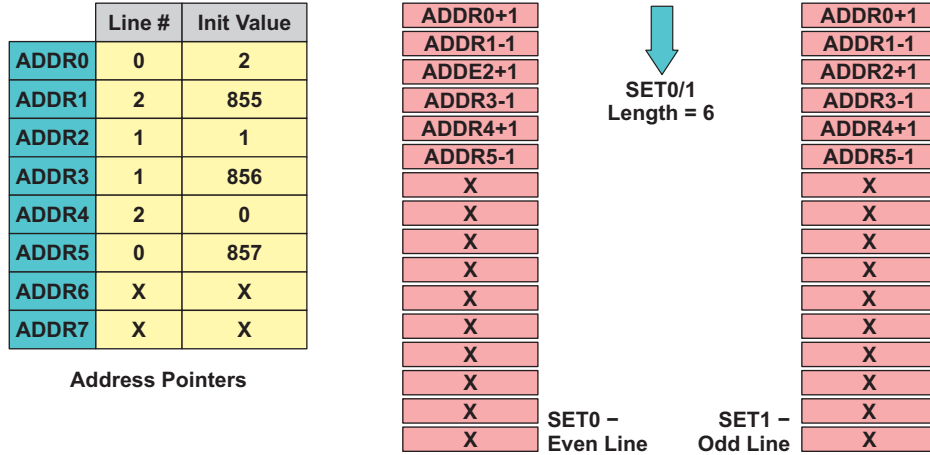 Line # Init Value
ADDR0 0 2
ADDR1 2 855
ADDR2 1 1
ADDR3 1 856
ADDR4 2 0
ADDR5 0 857
ADDR6 X X
ADDR7 X X
Address Pointers
ADDR0+1
ADDR1-1
ADDE2+1
ADDR3-1
ADDR4+1
ADDR5-1
X
X
X
X
X
X
X
X
X
X
SET0 −
Even Line
SET0/1
Length = 6
ADDR0+1
ADDR1-1
ADDR2+1
ADDR3-1
ADDR4+1
ADDR5-1
X
X
X
X
X
X
X
X
X
X
SET1 −
Odd Line